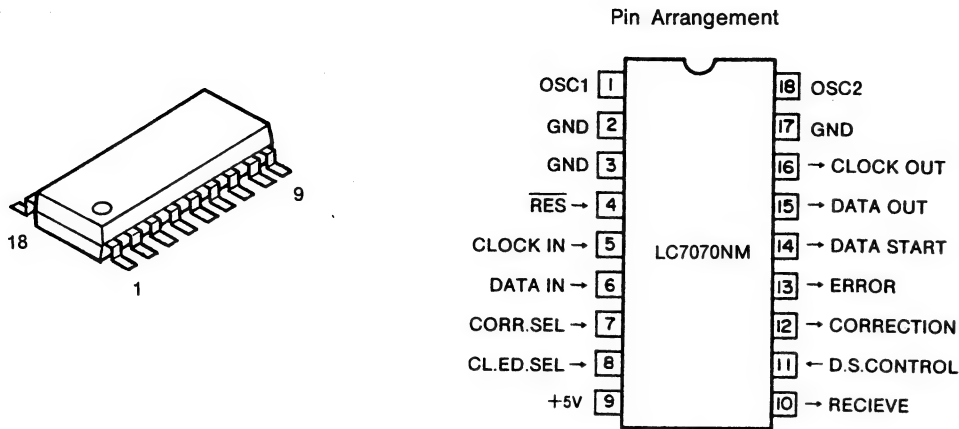 Pin Arrangement
9
18
1
OSC1 1
GND 2
GND 3
RES → 4
CLOCK IN → 5
DATA IN → 6
CORR.SEL → 7
CL.ED.SEL → 8
+5V 9
LC7070NM
18 OSC2
17 GND
16 → CLOCK OUT
15 → DATA OUT
14 → DATA START
13 → ERROR
12 → CORRECTION
11 ← D.S.CONTROL
10 → RECIEVE